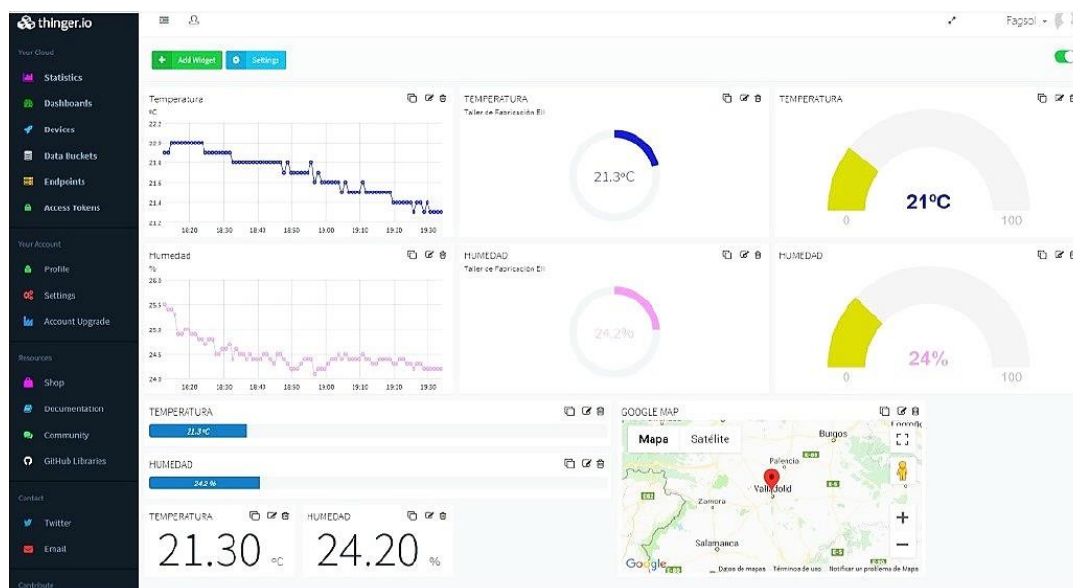 thinger.io
Fagsol
Your Cloud
Statistics
Dashboards
Devices
Data Buckets
Endpoints
Access Tokens
Your Account
Profile
Settings
Account Upgrade
Resources
Shop
Documentation
Community
GitHub Libraries
Contact
Twitter
Email
Contribute
Add Widget
Settings
Temperatura
ºC
22.2
21.8
21.6
21.4
21.2
18:20 18:30 18:40 18:50 19:00 19:10 19:20 19:30
TEMPERATURA
Taller de Fabricación EII
21.3ºC
TEMPERATURA
21ºC
0
100
Humedad
%
26.0
25.5
25.0
24.5
24.0
18:20 18:30 18:40 18:50 19:00 19:10 19:20 19:30
HUMEDAD
Taller de Fabricación EII
24.2%
HUMEDAD
24%
0
100
TEMPERATURA
21.3 ºC
HUMEDAD
24.2 %
TEMPERATURA
21.30 ºC
HUMEDAD
24.20 %
GOOGLE MAP
Mapa Satélite
Burgos
Palencia
Valladolid
Zamora
Salamanca
Google
Datos de mapas Términos de uso Notificar un problema de Maps